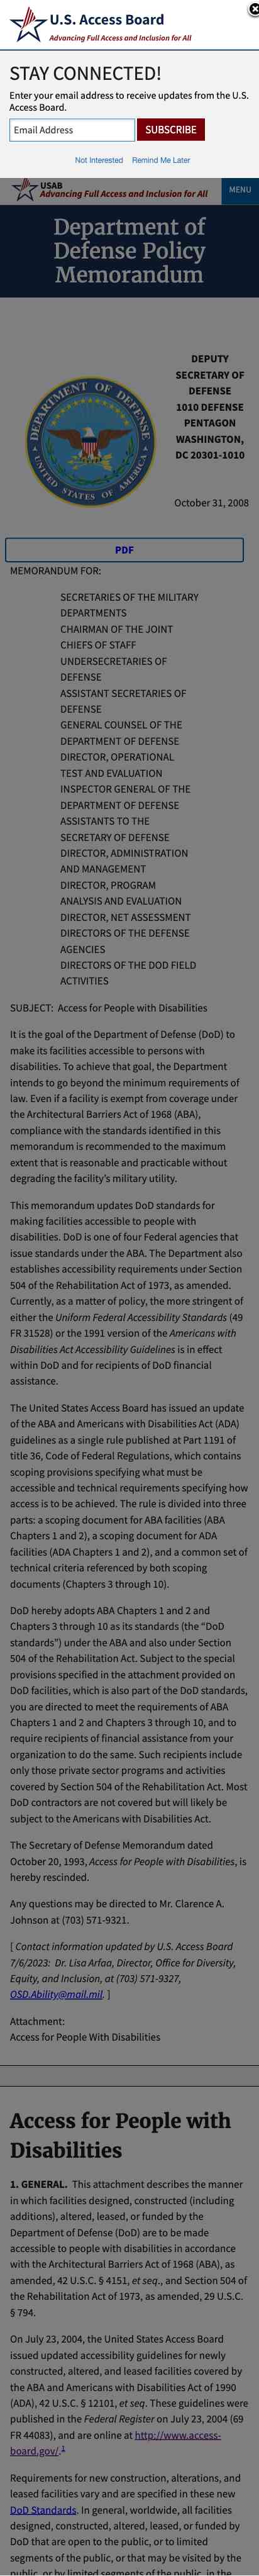 U.S. Access Board
Advancing Full Access and Inclusion for All
STAY CONNECTED!
Enter your email address to receive updates from the U.S.
Access Board.
Email Address
SUBSCRIBE
Not Interested Remind Me Later
USAB
Advancing Full Access and Inclusion for All
MENU
Department of
Defense Policy
Memorandum
DEPUTY
SECRETARY OF
DEFENSE
1010 DEFENSE
PENTAGON
WASHINGTON,
DC 20301-1010
DEPARTMENT OF DEFENSE
UNITED STATES OF AMERICA
October 31, 2008
PDF
MEMORANDUM FOR:
SECRETARIES OF THE MILITARY
DEPARTMENTS
CHAIRMAN OF THE JOINT
CHIEFS OF STAFF
UNDERSECRETARIES OF
DEFENSE
ASSISTANT SECRETARIES OF
DEFENSE
GENERAL COUNSEL OF THE
DEPARTMENT OF DEFENSE
DIRECTOR, OPERATIONAL
TEST AND EVALUATION
INSPECTOR GENERAL OF THE
DEPARTMENT OF DEFENSE
ASSISTANTS TO THE
SECRETARY OF DEFENSE
DIRECTOR, ADMINISTRATION
AND MANAGEMENT
DIRECTOR, PROGRAM
ANALYSIS AND EVALUATION
DIRECTOR, NET ASSESSMENT
DIRECTORS OF THE DEFENSE
AGENCIES
DIRECTORS OF THE DOD FIELD
ACTIVITIES
SUBJECT: Access for People with Disabilities
It is the goal of the Department of Defense (DoD) to
make its facilities accessible to persons with
disabilities. To achieve that goal, the Department
intends to go beyond the minimum requirements of
law. Even if a facility is exempt from coverage under
the Architectural Barriers Act of 1968 (ABA),
compliance with the standards identified in this
memorandum is recommended to the maximum
extent that is reasonable and practicable without
degrading the facility's military utility.
This memorandum updates DoD standards for
making facilities accessible to people with
disabilities. DoD is one of four Federal agencies that
issue standards under the ABA. The Department also
establishes accessibility requirements under Section
504 of the Rehabilitation Act of 1973, as amended.
Currently, as a matter of policy, the more stringent of
either the Uniform Federal Accessibility Standards (49
FR 31528) or the 1991 version of the Americans with
Disabilities Act Accessibility Guidelines is in effect
within DoD and for recipients of DoD financial
assistance.
The United States Access Board has issued an update
of the ABA and Americans with Disabilities Act (ADA)
guidelines as a single rule published at Part 1191 of
title 36, Code of Federal Regulations, which contains
scoping provisions specifying what must be
accessible and technical requirements specifying how
access is to be achieved. The rule is divided into three
parts: a scoping document for ABA facilities (ABA
Chapters 1 and 2), a scoping document for ADA
facilities (ADA Chapters 1 and 2), and a common set of
technical criteria referenced by both scoping
documents (Chapters 3 through 10).
DoD hereby adopts ABA Chapters 1 and 2 and
Chapters 3 through 10 as its standards (the “DoD
standards”) under the ABA and also under Section
504 of the Rehabilitation Act. Subject to the special
provisions specified in the attachment provided on
DoD facilities, which is also part of the DoD standards,
you are directed to meet the requirements of ABA
Chapters 1 and 2 and Chapters 3 through 10, and to
require recipients of financial assistance from your
organization to do the same. Such recipients include
only those private sector programs and activities
covered by Section 504 of the Rehabilitation Act. Most
DoD contractors are not covered but will likely be
subject to the Americans with Disabilities Act.
The Secretary of Defense Memorandum dated
October 20, 1993, Access for People with Disabilities, is
hereby rescinded.
Any questions may be directed to Mr. Clarence A.
Johnson at (703) 571-9321.
[ Contact information updated by U.S. Access Board
7/6/2023: Dr. Lisa Arfaa, Director, Office for Diversity,
Equity, and Inclusion, at (703) 571-9327,
OSD.Ability@mail.mil. ]
Attachment:
Access for People With Disabilities
Access for People with
Disabilities
1. GENERAL. This attachment describes the manner
in which facilities designed, constructed (including
additions), altered, leased, or funded by the
Department of Defense (DoD) are to be made
accessible to people with disabilities in accordance
with the Architectural Barriers Act of 1968 (ABA), as
amended, 42 U.S.C. § 4151, et seq., and Section 504 of
the Rehabilitation Act of 1973, as amended, 29 U.S.C.
§ 794.
On July 23, 2004, the United States Access Board
issued updated accessibility guidelines for newly
constructed, altered, and leased facilities covered by
the ABA and Americans with Disabilities Act of 1990
(ADA), 42 U.S.C. § 12101, et seq. These guidelines were
published in the Federal Register on July 23, 2004 (69
FR 44083), and are online at http://www.access-
board.gov/.1
Requirements for new construction, alterations, and
leased facilities vary and are specified in these new
DoD Standards. In general, worldwide, all facilities
designed, constructed, altered, leased, or funded by
DoD that are open to the public, or to limited
segments of the public, or that may be visited by the
public, or by limited segments of the public, in the